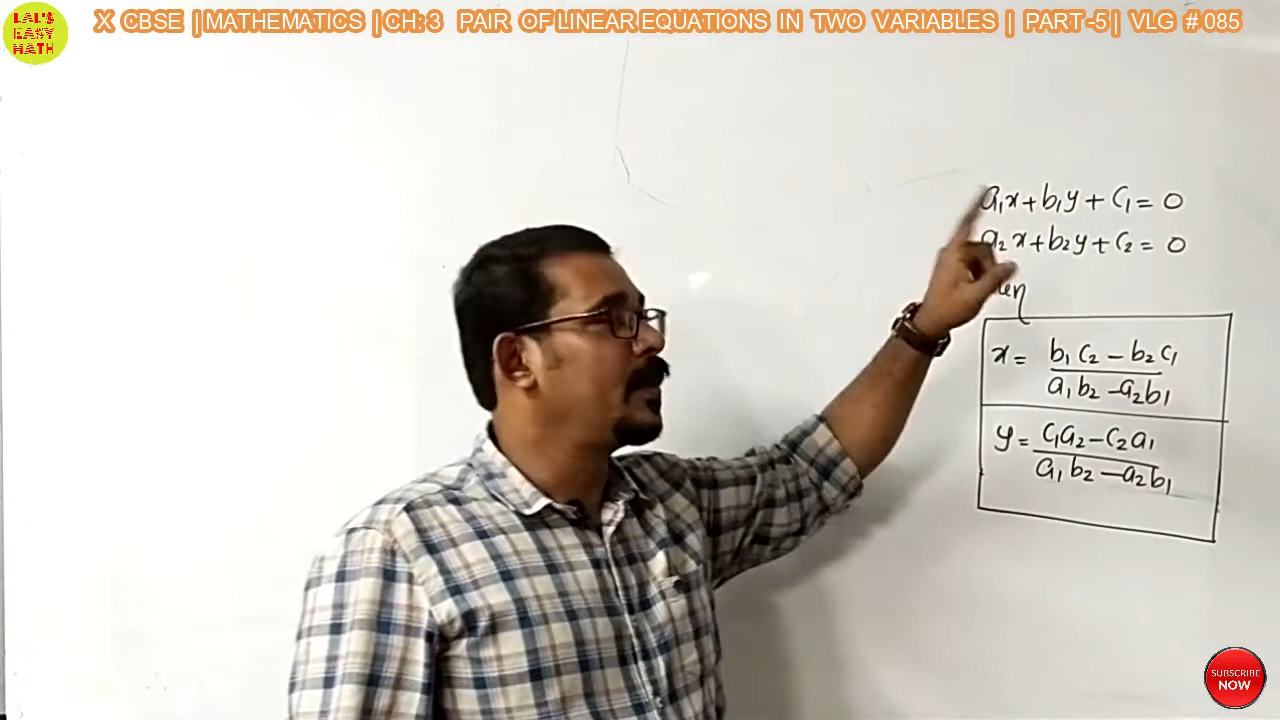 LAL'S
EASY
MATH
X CBSE | MATHEMATICS | CH: 3 PAIR OF LINEAR EQUATIONS IN TWO VARIABLES | PART -5 | VLG # 085
a₁x + b₁y + c₁ = 0
a₂x + b₂y + c₂ = 0
x = b₁c₂ - b₂c₁ / a₁b₂ - a₂b₁
y = c₁a₂ - c₂a₁ / a₁b₂ - a₂b₁
SUBSCRIBE
NOW